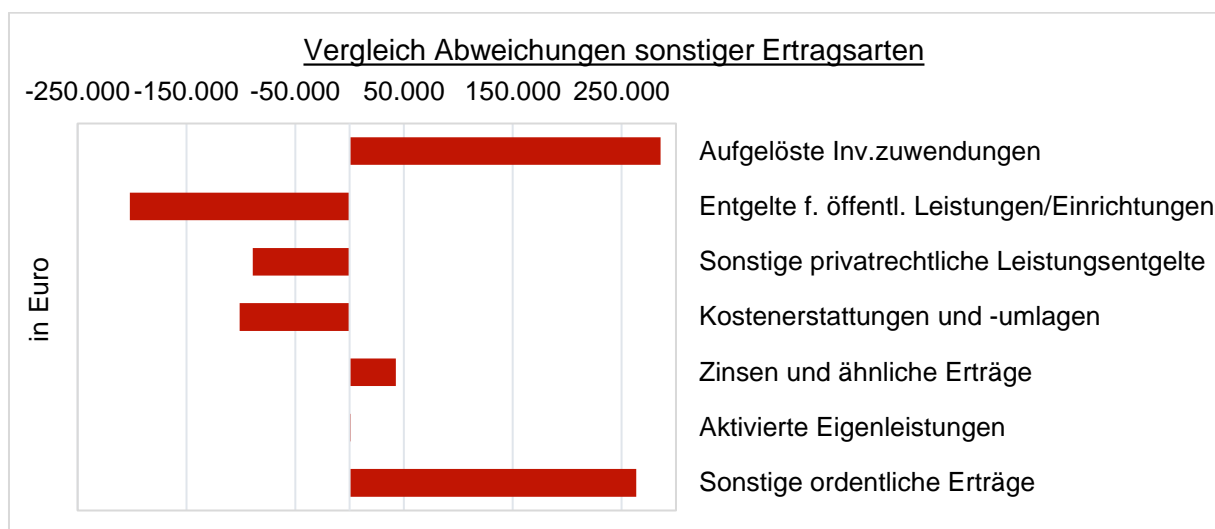 Vergleich Abweichungen sonstiger Ertragsarten
-250.000 -150.000 -50.000 50.000 150.000 250.000
Aufgelöste Inv.zuwendungen
Entgelte f. öffentl. Leistungen/Einrichtungen
Sonstige privatrechtliche Leistungsentgelte
in Euro
Kostenerstattungen und -umlagen
Zinsen und ähnliche Erträge
Aktivierte Eigenleistungen
Sonstige ordentliche Erträge